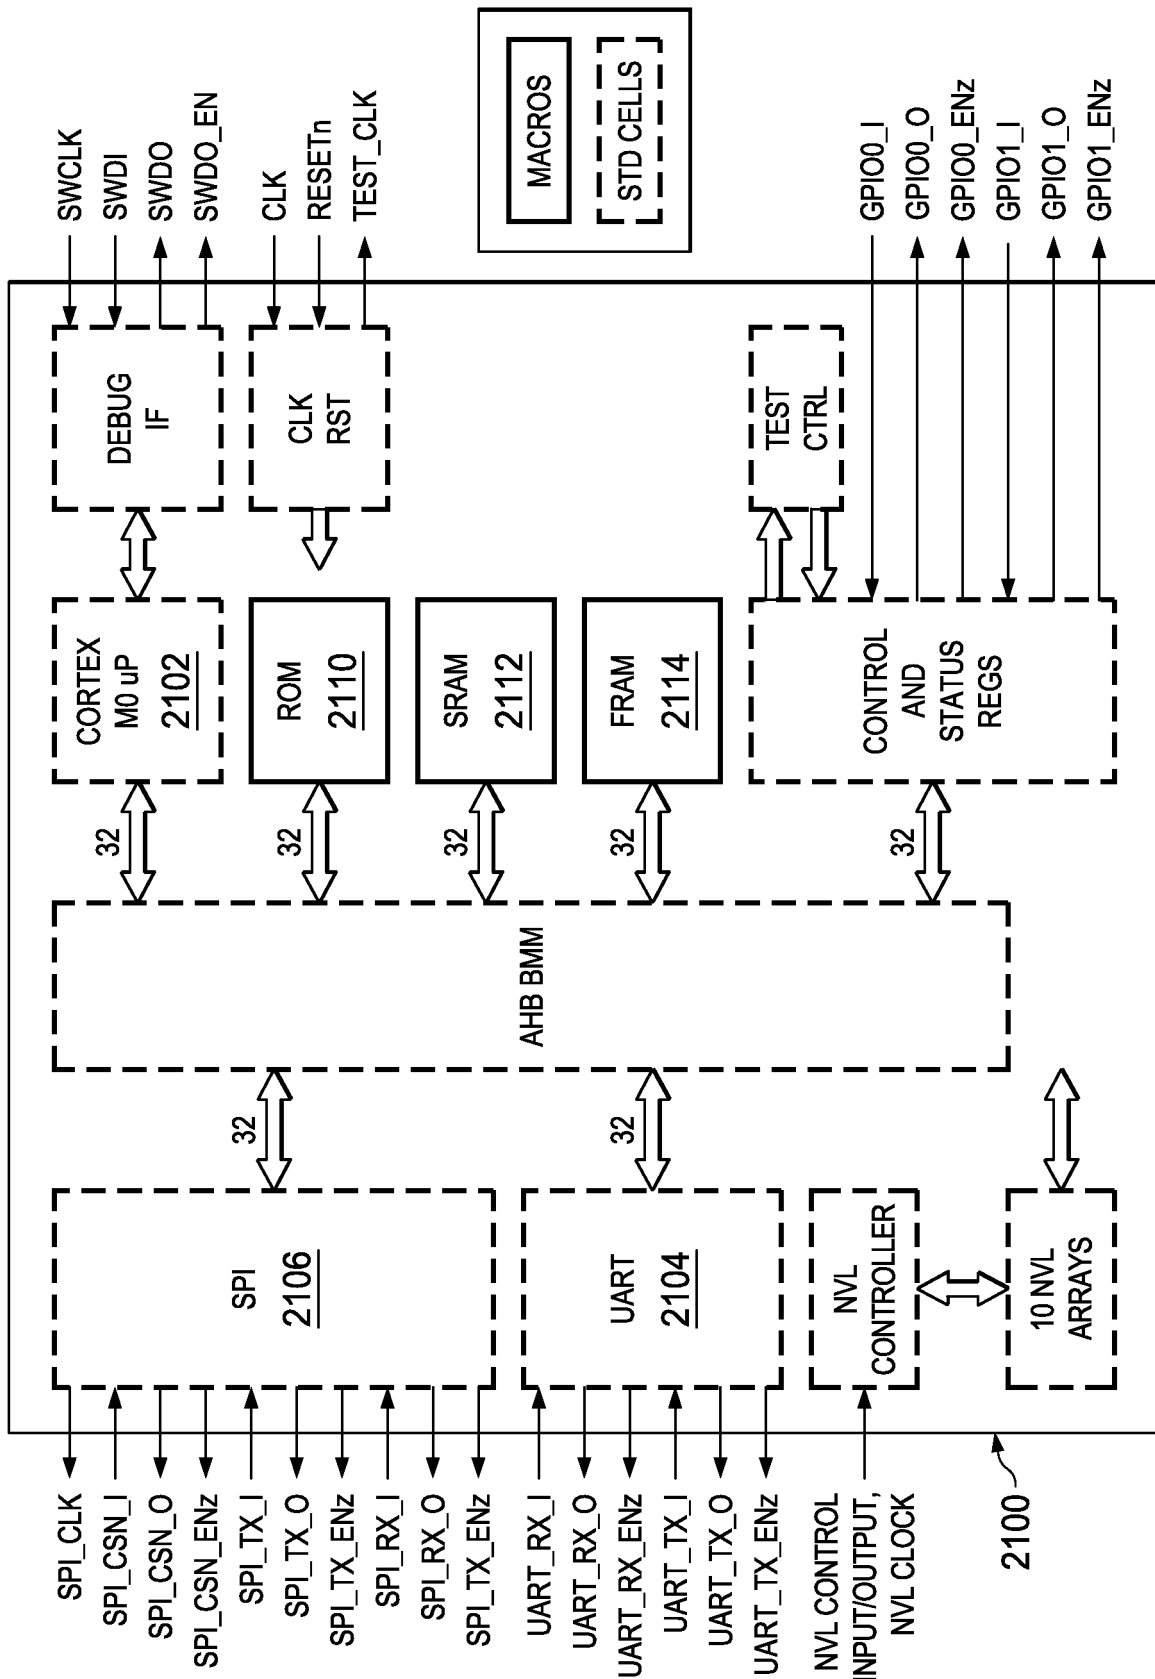 SPI_CLK
SPI_CSN_I
SPI_CSN_O
SPI_CSN_ENz
SPI_TX_I
SPI_TX_O
SPI_TX_ENz
SPI_RX_I
SPI_RX_O
SPI_TX_ENz
UART_RX_I
UART_RX_O
UART_RX_ENz
UART_TX_I
UART_TX_O
UART_TX_ENz
NVL CONTROL
INPUT/OUTPUT,
NVL CLOCK
2100
SPI
2106
UART
2104
NVL
CONTROLLER
10 NVL
ARRAYS
32
32
AHB BMM
32
32
32
32
32
CORTEX
M0 uP
2102
ROM
2110
SRAM
2112
FRAM
2114
CONTROL
AND
STATUS
REGS
DEBUG
IF
CLK
RST
TEST
CTRL
SWCLK
SWDI
SWDO
SWDO_EN
CLK
RESETn
TEST_CLK
MACROS
STD CELLS
GPIO0_I
GPIO0_O
GPIO0_ENz
GPIO1_I
GPIO1_O
GPIO1_ENz